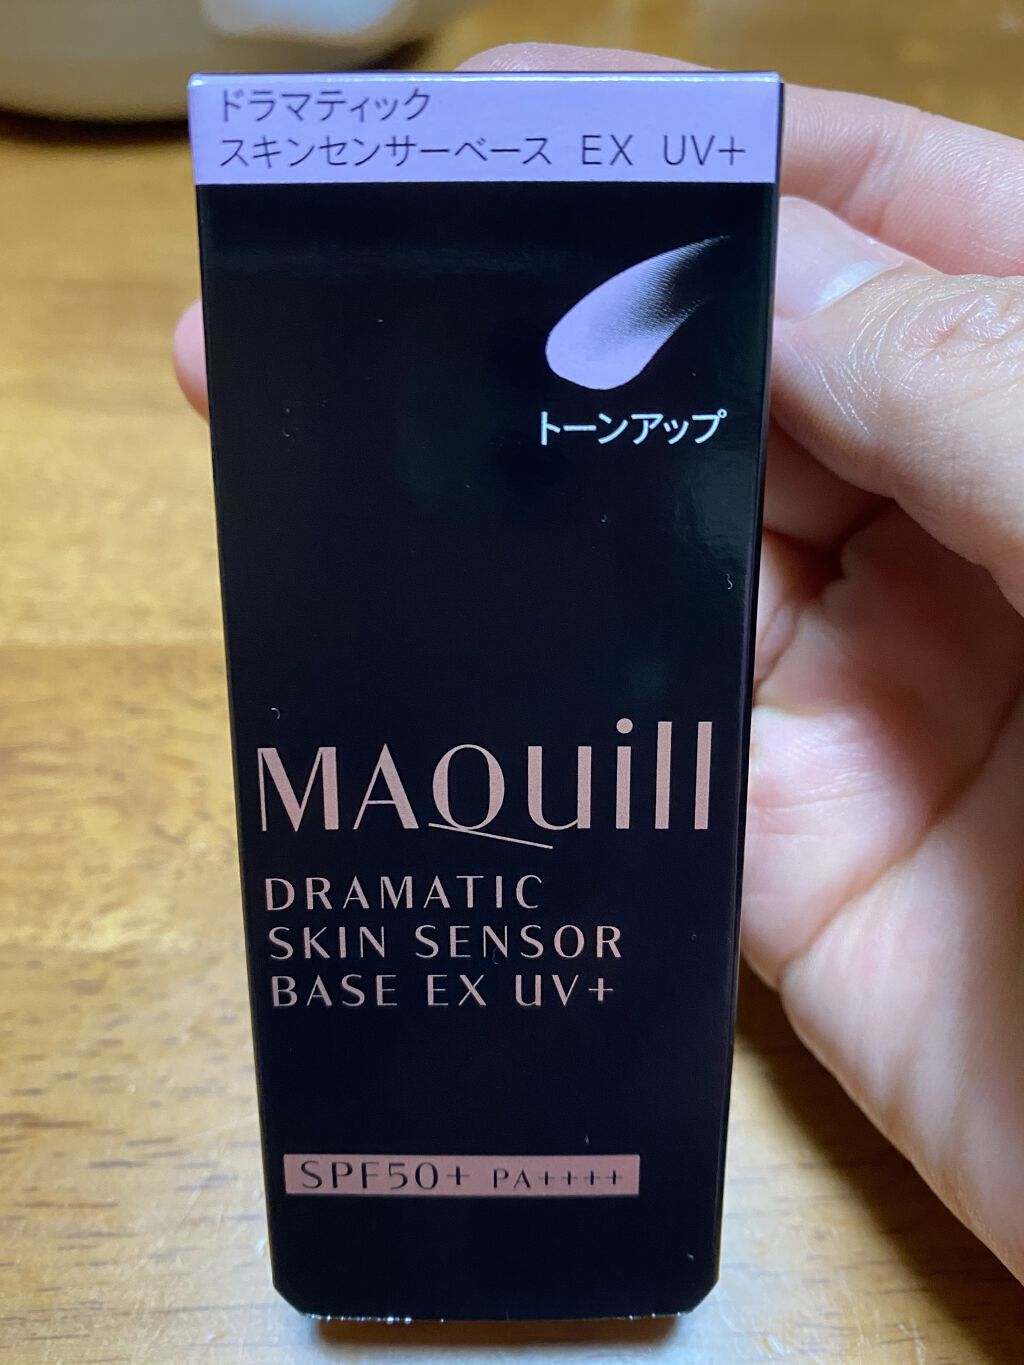 ドラマティック
スキンセンサーベース EX UV+
トーンアップ
MAQuill
DRAMATIC
SKIN SENSOR
BASE EX UV+
SPF50+ PA++++